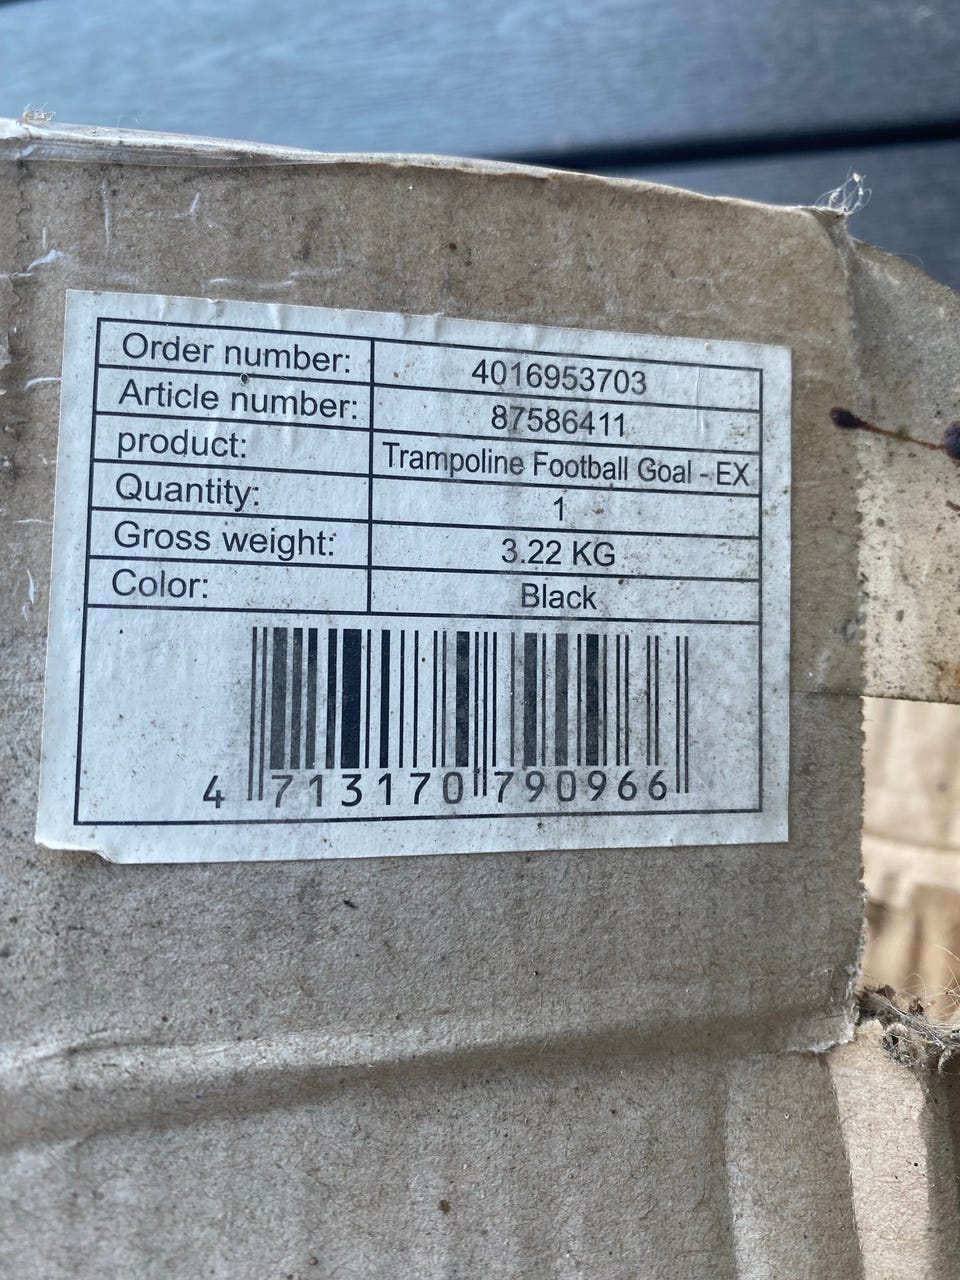 Order number: 4016953703
Article number: 87586411
product: Trampoline Football Goal - EX
Quantity: 1
Gross weight: 3.22 KG
Color: Black
4 713170 790966